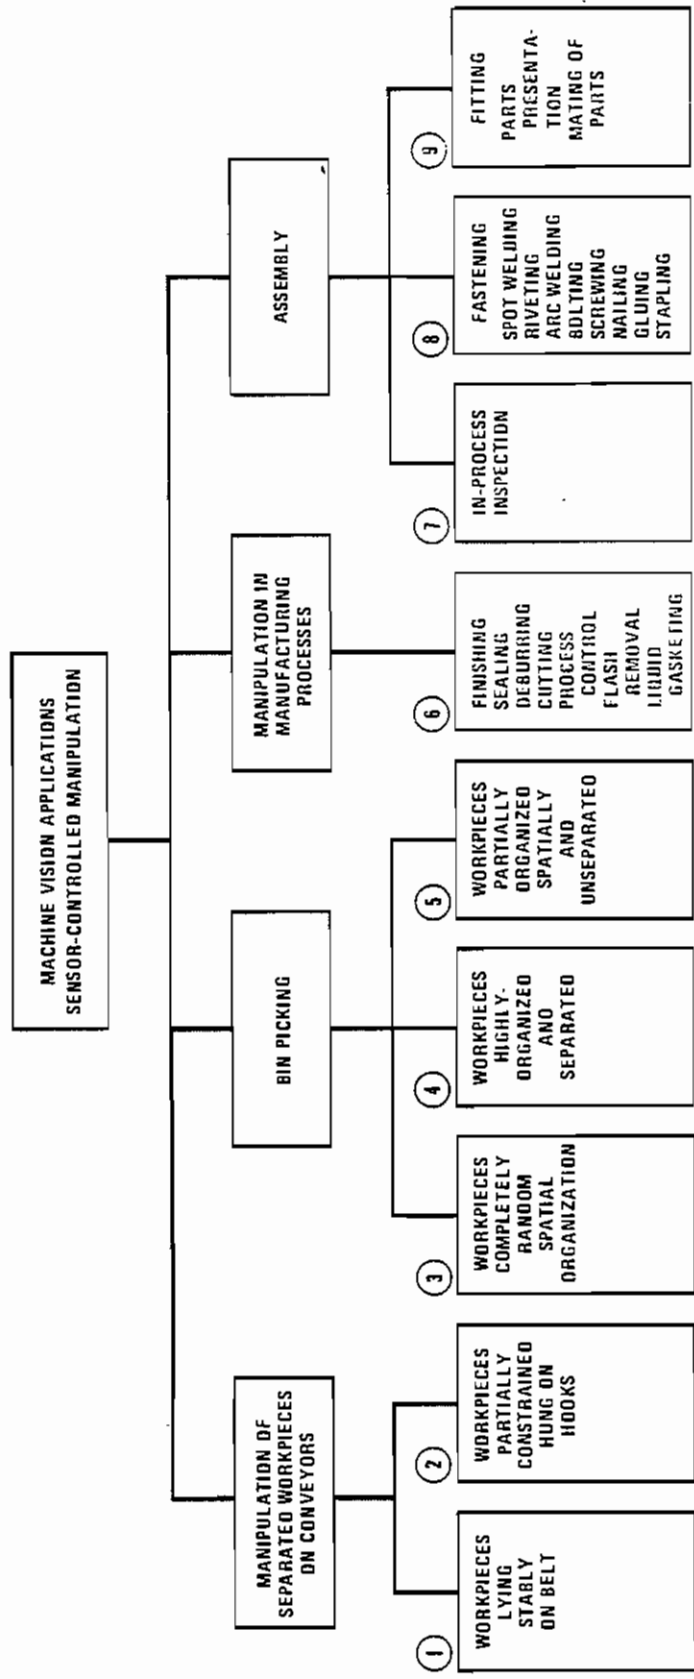 MACHINE VISION APPLICATIONS
SENSOR-CONTROLLED MANIPULATION
MANIPULATION OF
SEPARATED WORKPIECES
ON CONVEYORS
BIN PICKING
MANIPULATION IN
MANUFACTURING
PROCESSES
ASSEMBLY
1
WORKPIECES
LYING
STABLY
ON BELT
2
WORKPIECES
PARTIALLY
CONSTRAINED
HUNG ON
HOOKS
3
WORKPIECES
COMPLETELY
RANDOM
SPATIAL
ORGANIZATION
4
WORKPIECES
HIGHLY-
ORGANIZED
AND
SEPARATED
5
WORKPIECES
PARTIALLY
ORGANIZED
SPATIALLY
AND
UNSEPARATED
6
FINISHING
SEALING
DEBURRING
CUTTING
PROCESS
CONTROL
FLASH
REMOVAL
LIQUID
GASKETING
7
IN-PROCESS
INSPECTION
8
FASTENING
SPOT WELDING
RIVETING
ARC WELDING
BOLTING
SCREWING
NAILING
GLUING
STAPLING
9
FITTING
PARTS
PRESENTA-
TION
MATING OF
PARTS